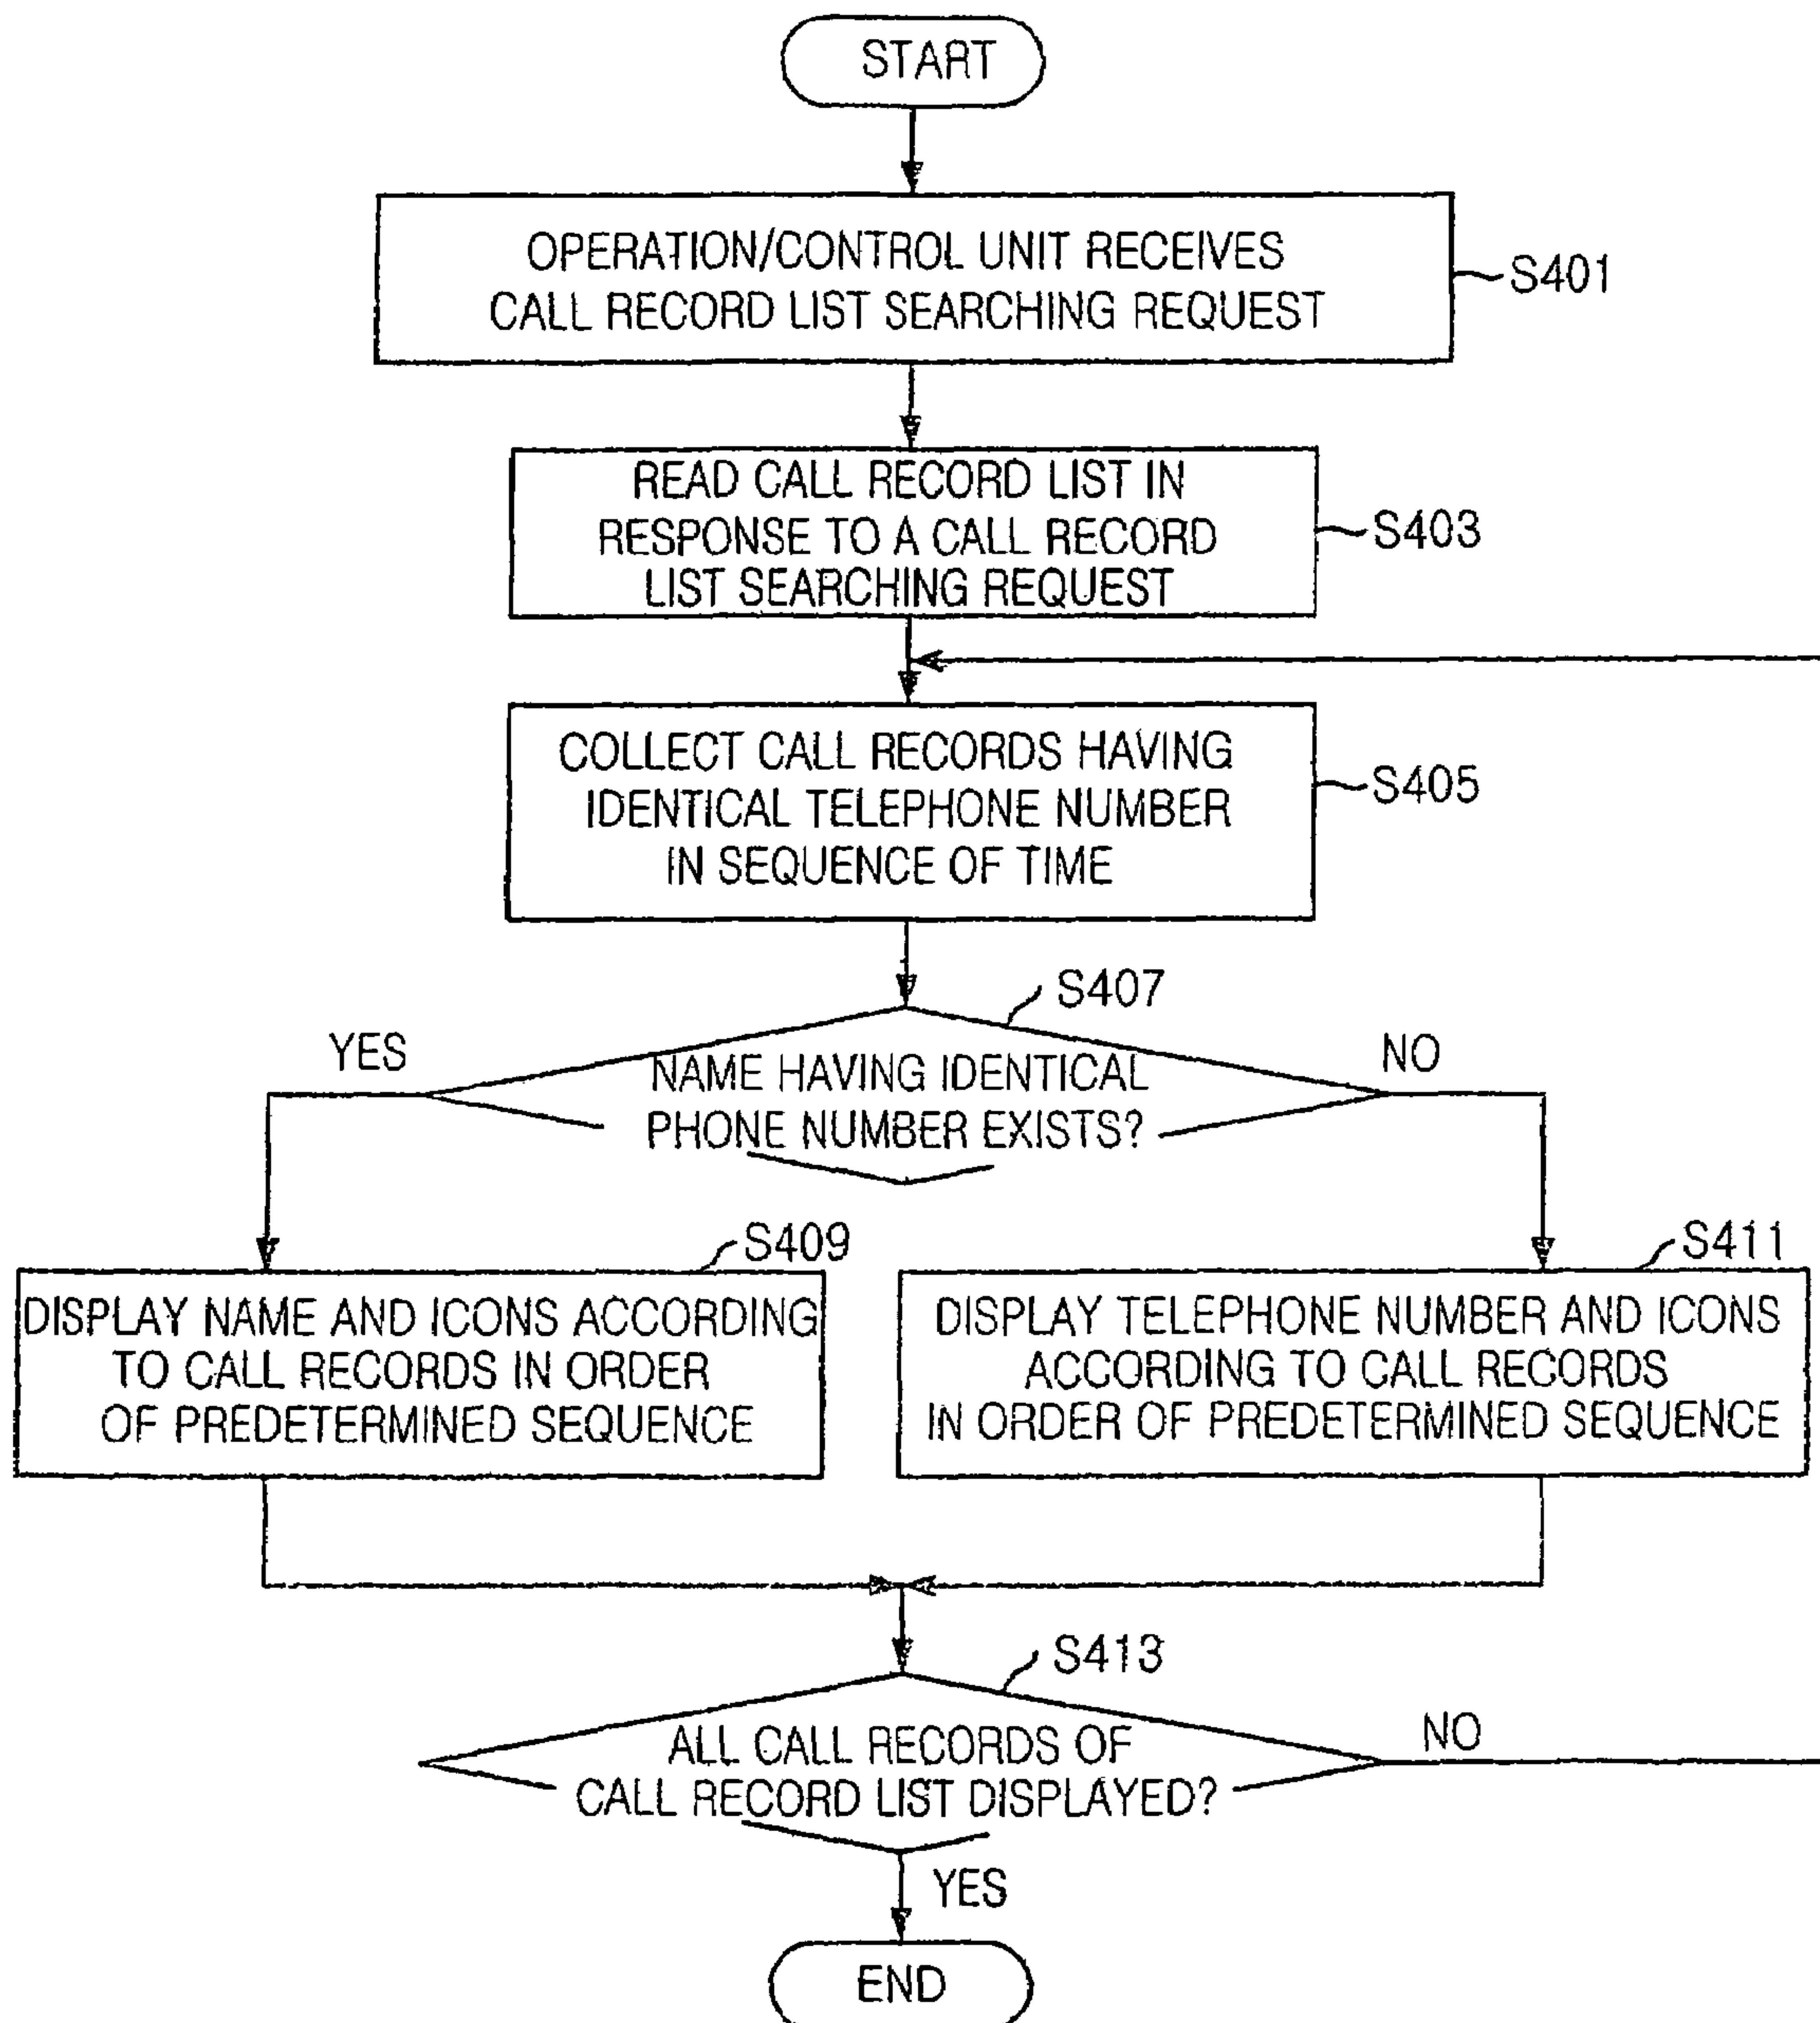 START
OPERATION/CONTROL UNIT RECEIVES
CALL RECORD LIST SEARCHING REQUEST
S401
READ CALL RECORD LIST IN
RESPONSE TO A CALL RECORD
LIST SEARCHING REQUEST
S403
COLLECT CALL RECORDS HAVING
IDENTICAL TELEPHONE NUMBER
IN SEQUENCE OF TIME
S405
S407
YES
NO
NAME HAVING IDENTICAL
PHONE NUMBER EXISTS?
S409
DISPLAY NAME AND ICONS ACCORDING
TO CALL RECORDS IN ORDER
OF PREDETERMINED SEQUENCE
S411
DISPLAY TELEPHONE NUMBER AND ICONS
ACCORDING TO CALL RECORDS
IN ORDER OF PREDETERMINED SEQUENCE
S413
ALL CALL RECORDS OF
CALL RECORD LIST DISPLAYED?
NO
YES
END